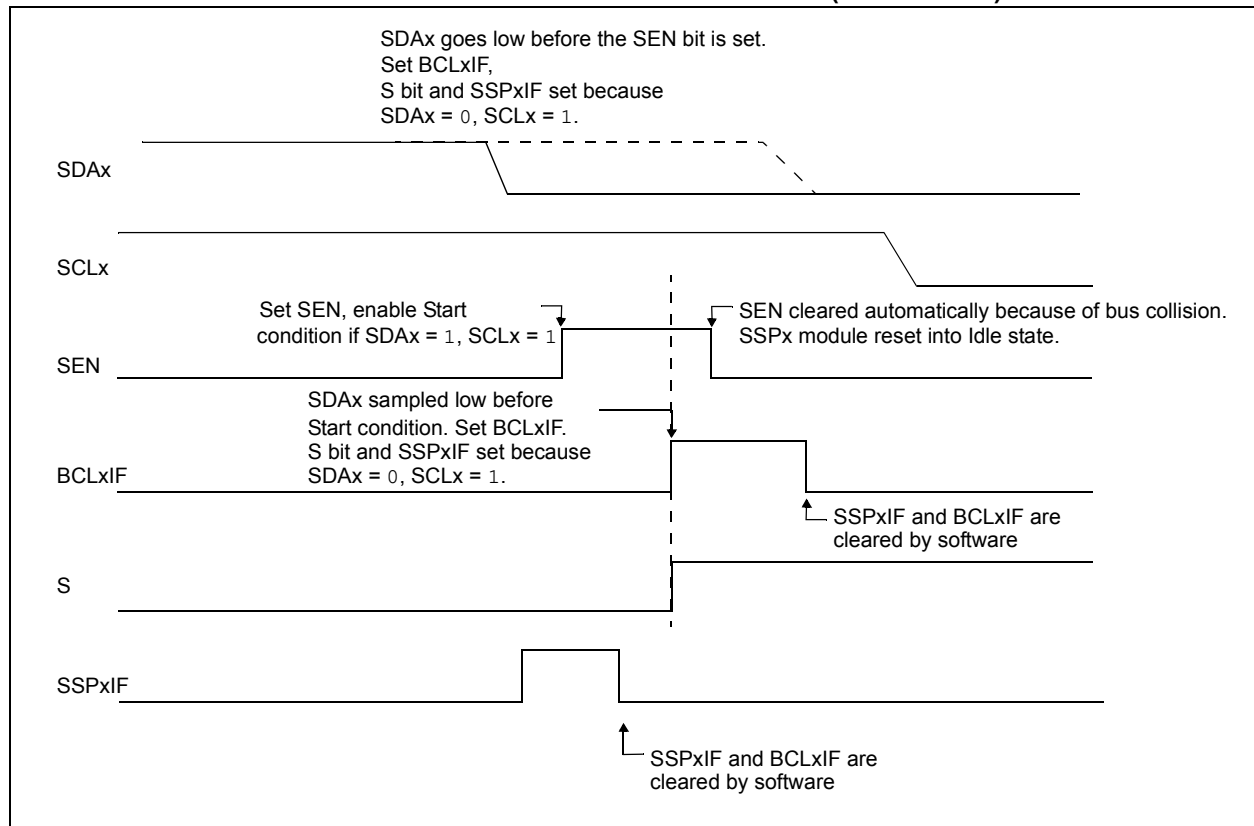 SDAx goes low before the SEN bit is set.
Set BCLxIF,
S bit and SSPxIF set because
SDAx = 0, SCLx = 1.
SDAx
SCLx
Set SEN, enable Start
condition if SDAx = 1, SCLx = 1
SEN cleared automatically because of bus collision.
SSPx module reset into Idle state.
SEN
SDAx sampled low before
Start condition. Set BCLxIF.
S bit and SSPxIF set because
SDAx = 0, SCLx = 1.
BCLxIF
SSPxIF and BCLxIF are
cleared by software
S
SSPxIF
SSPxIF and BCLxIF are
cleared by software